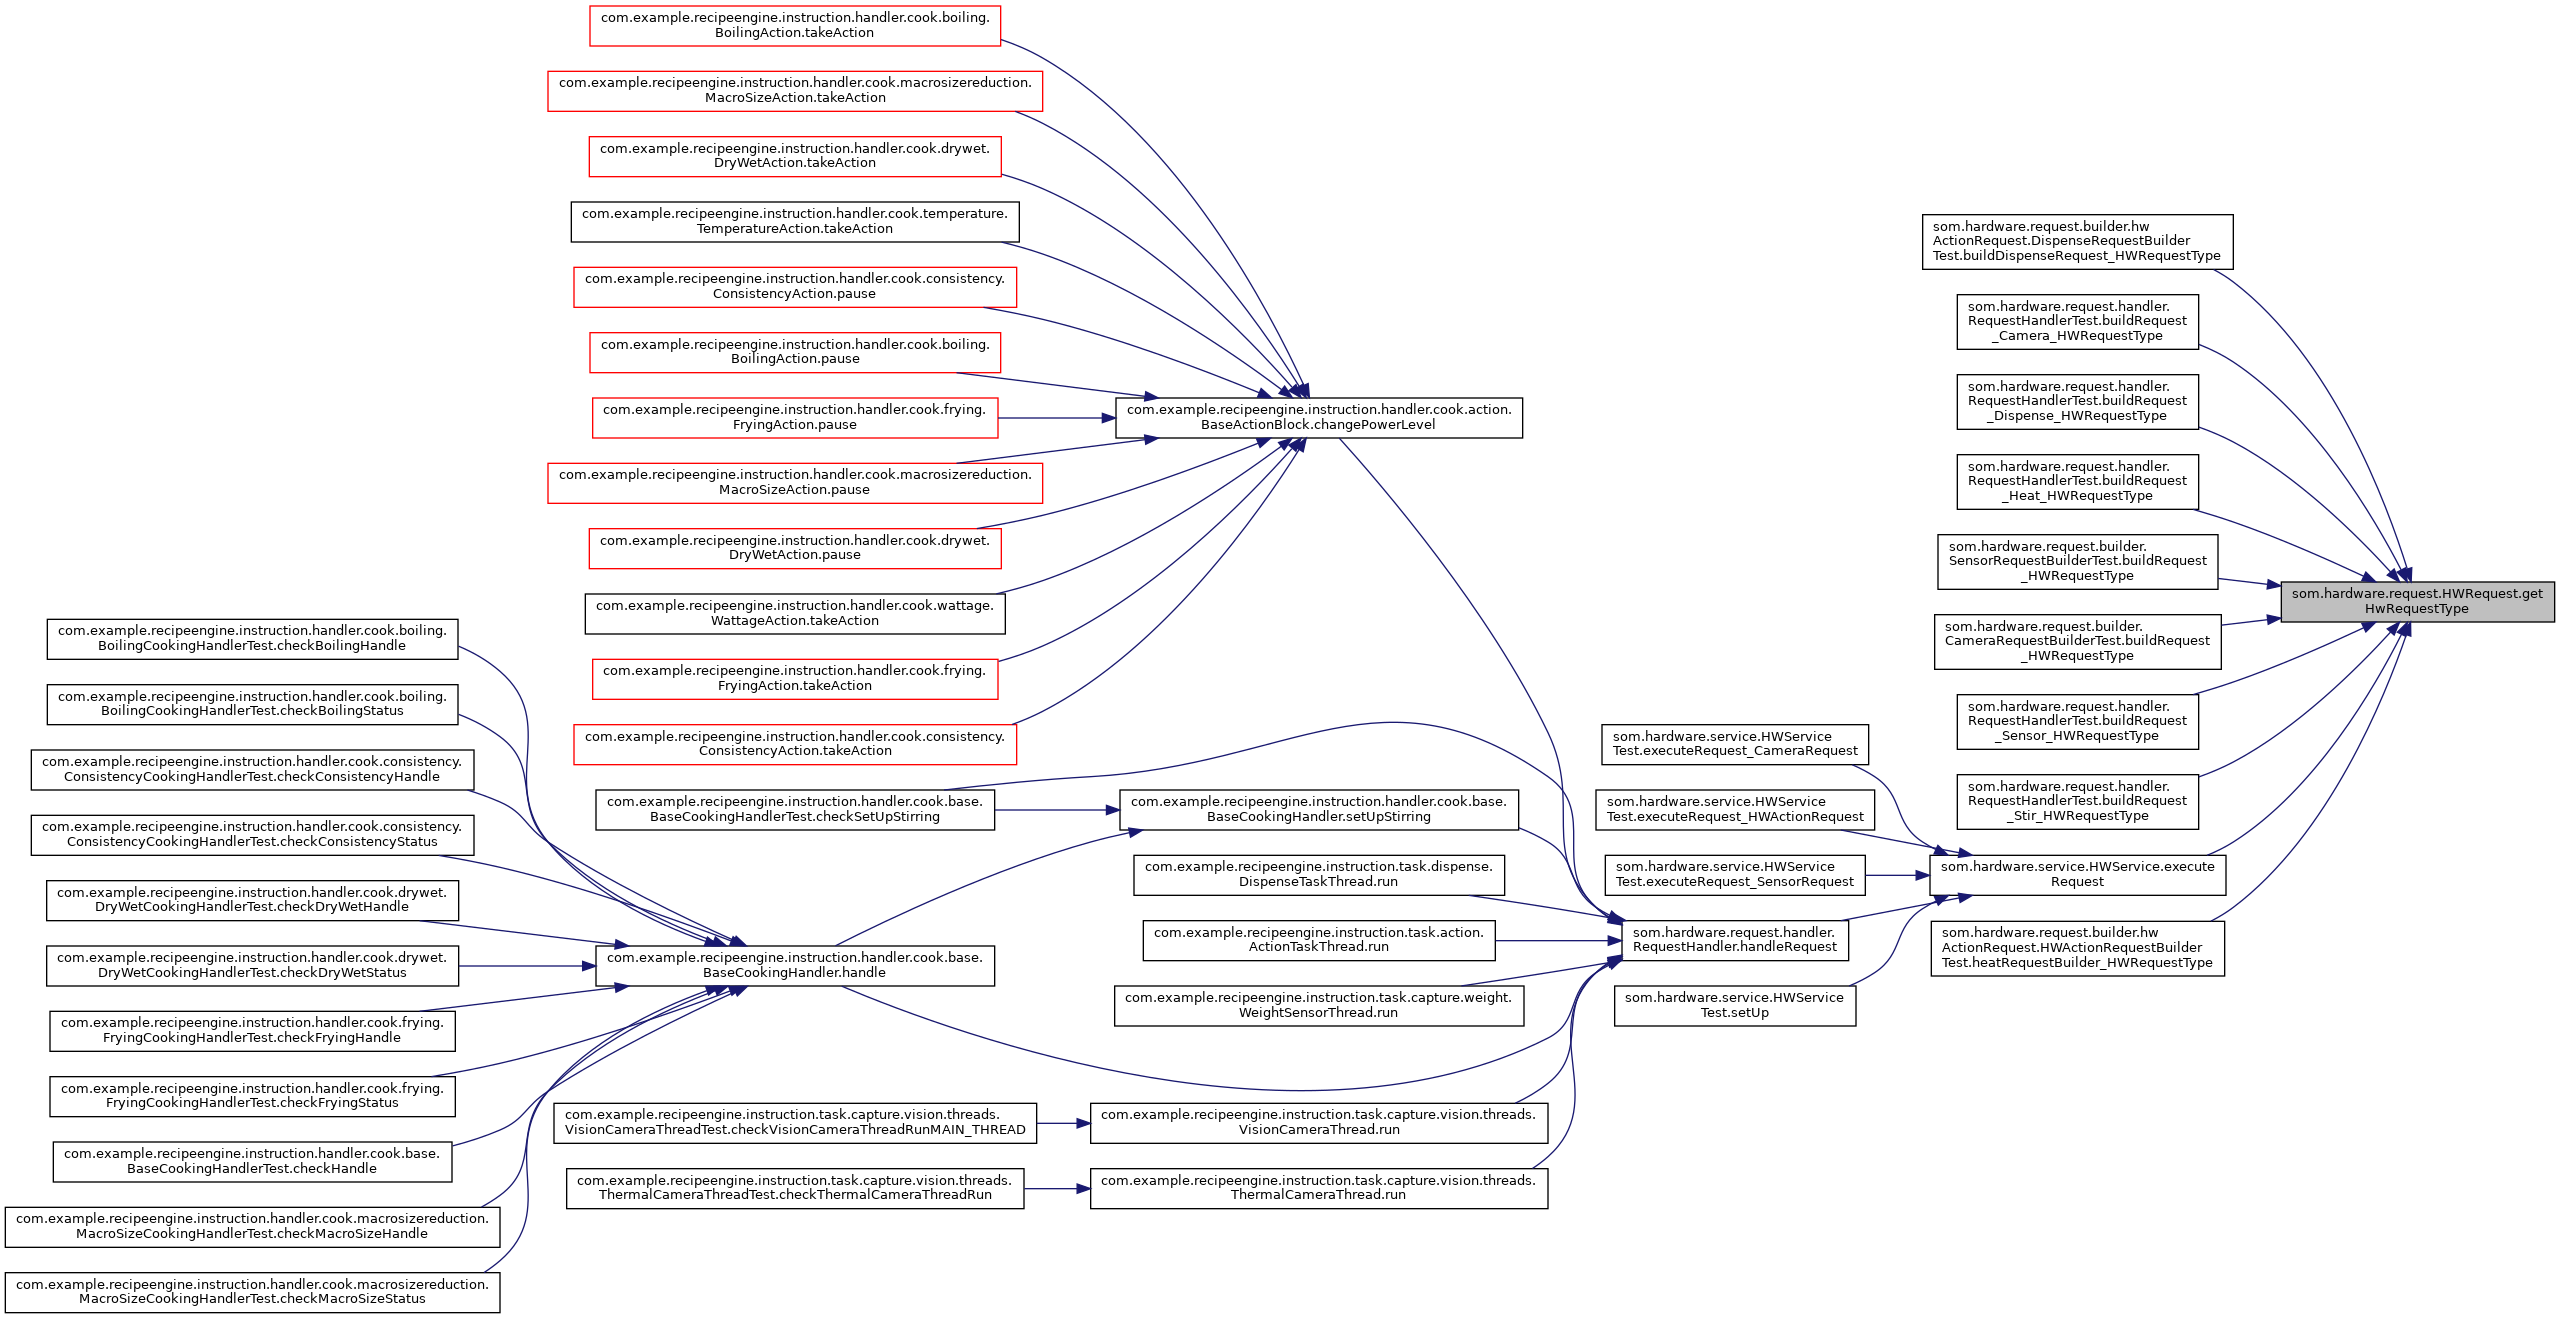 com.example.recipeengine.instruction.handler.cook.boiling.
BoilingAction.takeAction
com.example.recipeengine.instruction.handler.cook.macrosizereduction.
MacroSizeAction.takeAction
com.example.recipeengine.instruction.handler.cook.drywet.
DryWetAction.takeAction
com.example.recipeengine.instruction.handler.cook.temperature.
TemperatureAction.takeAction
com.example.recipeengine.instruction.handler.cook.consistency.
ConsistencyAction.pause
com.example.recipeengine.instruction.handler.cook.boiling.
BoilingAction.pause
com.example.recipeengine.instruction.handler.cook.frying.
FryingAction.pause
com.example.recipeengine.instruction.handler.cook.macrosizereduction.
MacroSizeAction.pause
com.example.recipeengine.instruction.handler.cook.drywet.
DryWetAction.pause
com.example.recipeengine.instruction.handler.cook.wattage.
WattageAction.takeAction
com.example.recipeengine.instruction.handler.cook.frying.
FryingAction.takeAction
com.example.recipeengine.instruction.handler.cook.consistency.
ConsistencyAction.takeAction
com.example.recipeengine.instruction.handler.cook.action.
BaseActionBlock.changePowerLevel
com.example.recipeengine.instruction.handler.cook.boiling.
BoilingCookingHandlerTest.checkBoilingHandle
com.example.recipeengine.instruction.handler.cook.boiling.
BoilingCookingHandlerTest.checkBoilingStatus
com.example.recipeengine.instruction.handler.cook.consistency.
ConsistencyCookingHandlerTest.checkConsistencyHandle
com.example.recipeengine.instruction.handler.cook.consistency.
ConsistencyCookingHandlerTest.checkConsistencyStatus
com.example.recipeengine.instruction.handler.cook.drywet.
DryWetCookingHandlerTest.checkDryWetHandle
com.example.recipeengine.instruction.handler.cook.drywet.
DryWetCookingHandlerTest.checkDryWetStatus
com.example.recipeengine.instruction.handler.cook.frying.
FryingCookingHandlerTest.checkFryingHandle
com.example.recipeengine.instruction.handler.cook.frying.
FryingCookingHandlerTest.checkFryingStatus
com.example.recipeengine.instruction.handler.cook.base.
BaseCookingHandlerTest.checkHandle
com.example.recipeengine.instruction.handler.cook.macrosizereduction.
MacroSizeCookingHandlerTest.checkMacroSizeHandle
com.example.recipeengine.instruction.handler.cook.macrosizereduction.
MacroSizeCookingHandlerTest.checkMacroSizeStatus
com.example.recipeengine.instruction.handler.cook.base.
BaseCookingHandlerTest.checkSetUpStirring
com.example.recipeengine.instruction.handler.cook.base.
BaseCookingHandler.handle
com.example.recipeengine.instruction.task.capture.vision.threads.
VisionCameraThreadTest.checkVisionCameraThreadRunMAIN_THREAD
com.example.recipeengine.instruction.task.capture.vision.threads.
ThermalCameraThreadTest.checkThermalCameraThreadRun
com.example.recipeengine.instruction.handler.cook.base.
BaseCookingHandler.setUpStirring
com.example.recipeengine.instruction.task.dispense.
DispenseTaskThread.run
com.example.recipeengine.instruction.task.action.
ActionTaskThread.run
com.example.recipeengine.instruction.task.capture.weight.
WeightSensorThread.run
com.example.recipeengine.instruction.task.capture.vision.threads.
VisionCameraThread.run
com.example.recipeengine.instruction.task.capture.vision.threads.
ThermalCameraThread.run
som.hardware.service.HWService
Test.executeRequest_CameraRequest
som.hardware.service.HWService
Test.executeRequest_HWActionRequest
som.hardware.service.HWService
Test.executeRequest_SensorRequest
som.hardware.request.handler.
RequestHandler.handleRequest
som.hardware.service.HWService
Test.setUp
som.hardware.request.builder.hw
ActionRequest.DispenseRequestBuilder
Test.buildDispenseRequest_HWRequestType
som.hardware.request.handler.
RequestHandlerTest.buildRequest
_Camera_HWRequestType
som.hardware.request.handler.
RequestHandlerTest.buildRequest
_Dispense_HWRequestType
som.hardware.request.handler.
RequestHandlerTest.buildRequest
_Heat_HWRequestType
som.hardware.request.builder.
SensorRequestBuilderTest.buildRequest
_HWRequestType
som.hardware.request.builder.
CameraRequestBuilderTest.buildRequest
_HWRequestType
som.hardware.request.handler.
RequestHandlerTest.buildRequest
_Sensor_HWRequestType
som.hardware.request.handler.
RequestHandlerTest.buildRequest
_Stir_HWRequestType
som.hardware.service.HWService.execute
Request
som.hardware.request.builder.hw
ActionRequest.HWActionRequestBuilder
Test.heatRequestBuilder_HWRequestType
som.hardware.request.HWRequest.get
HwRequestType